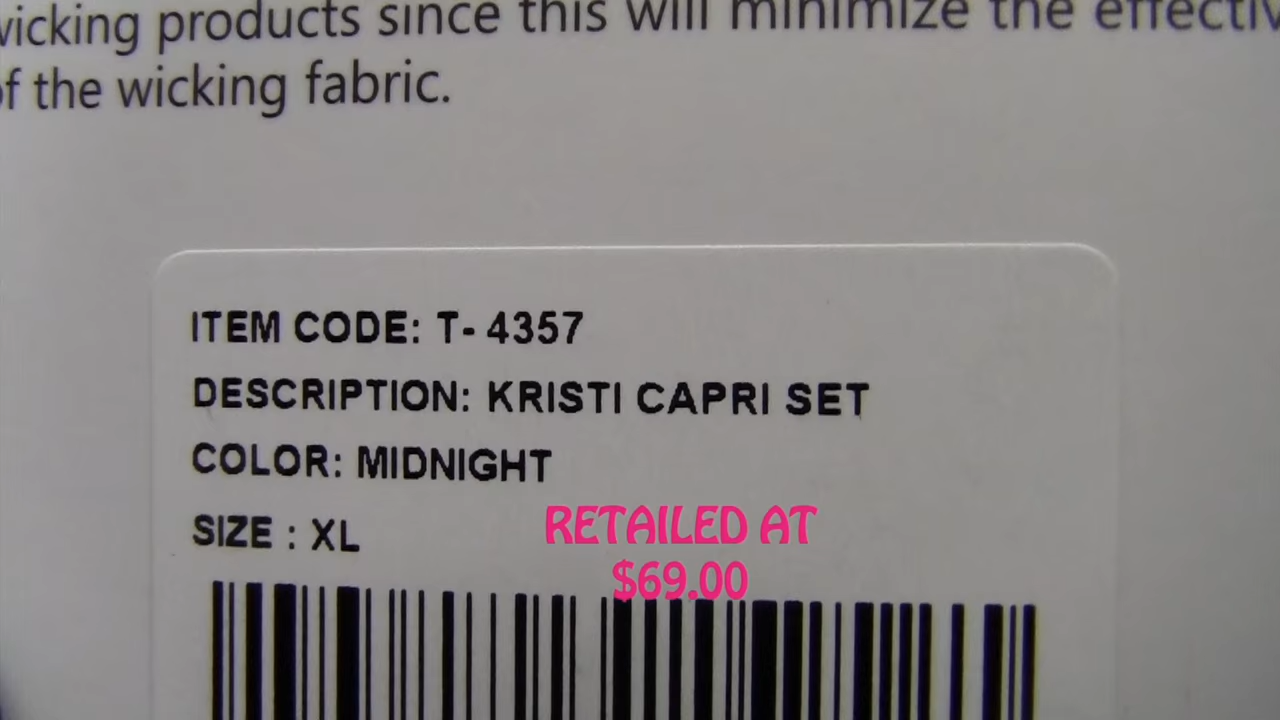 wicking products since this will minimize the
of the wicking fabric.
ITEM CODE: T- 4357
DESCRIPTION: KRISTI CAPRI SET
COLOR: MIDNIGHT
SIZE : XL
RETAILED AT
$69.00